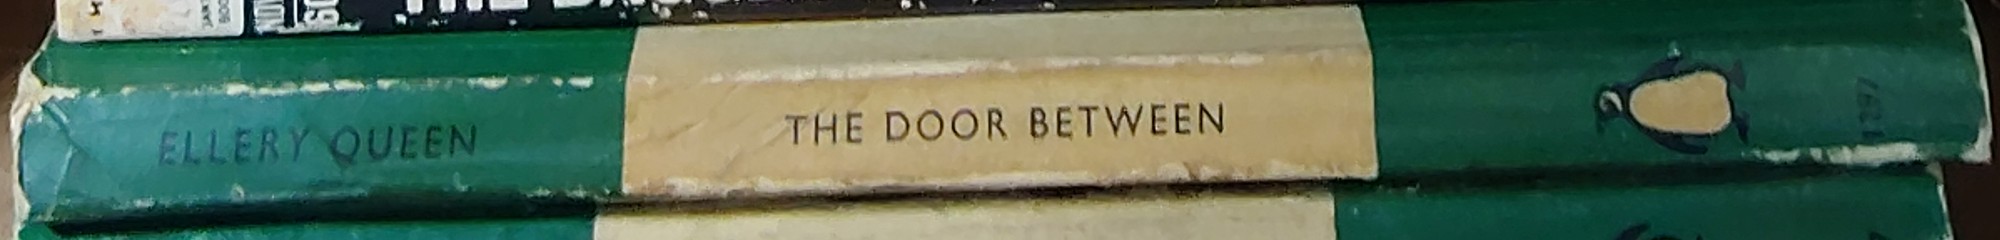 ELLERY QUEEN
THE DOOR BETWEEN